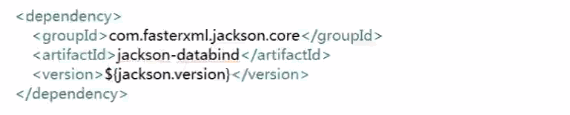 <dependency>
<groupId>com.fasterxml.jackson.core</groupId>
<artifactId>jackson-databind</artifactId>
<version>${jackson.version}</version>
</dependency>